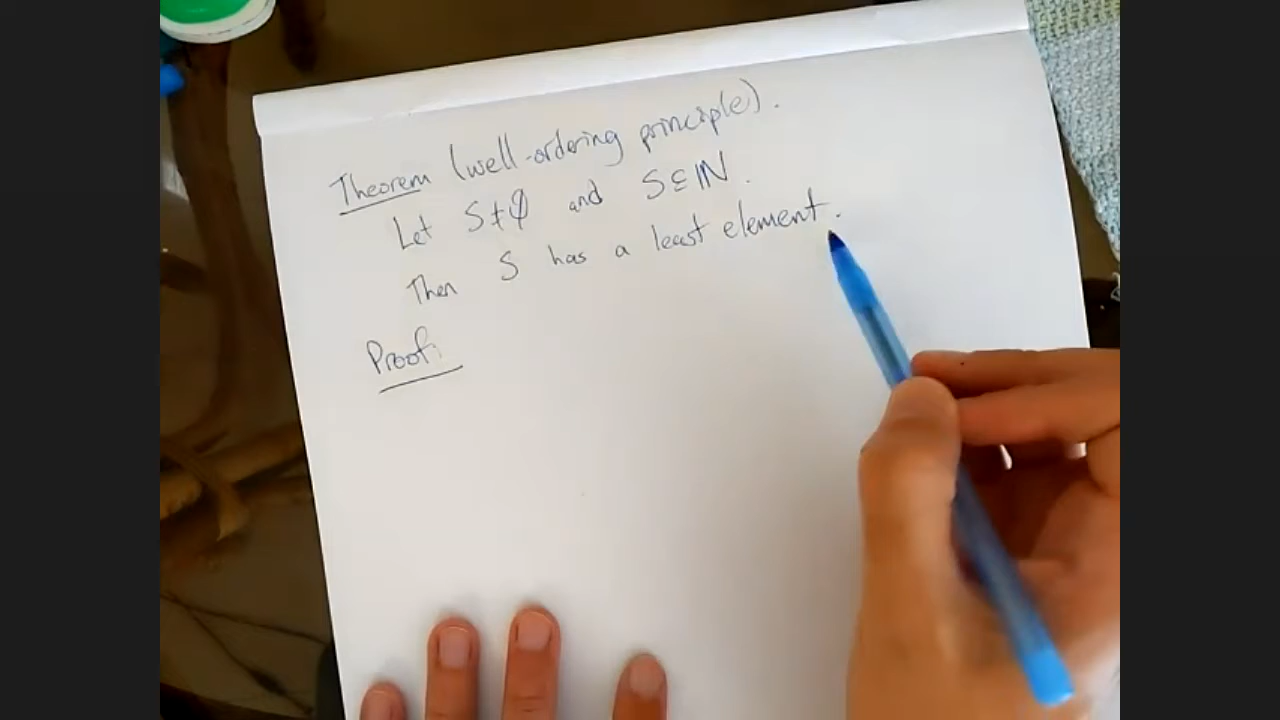 Theorem (well-ordering principle).
Let S ≠ ∅ and S ⊆ ℕ.
Then S has a least element.
Proof: